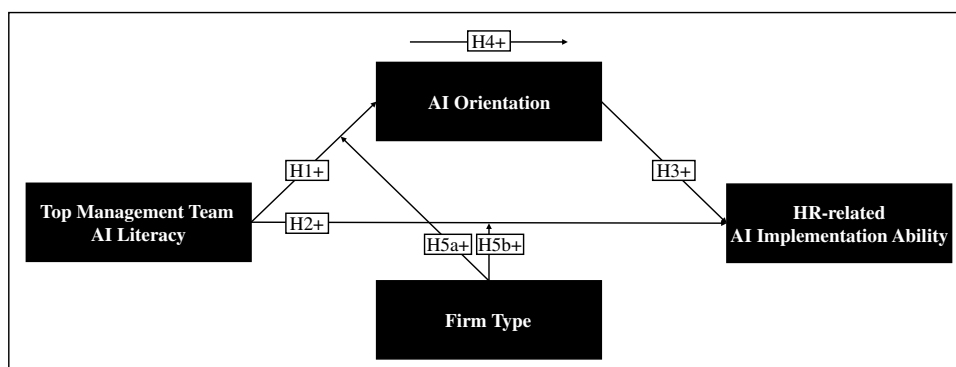 H4+
AI Orientation
H1+
H3+
Top Management Team
AI Literacy
H2+
HR-related
AI Implementation Ability
H5a+
H5b+
Firm Type